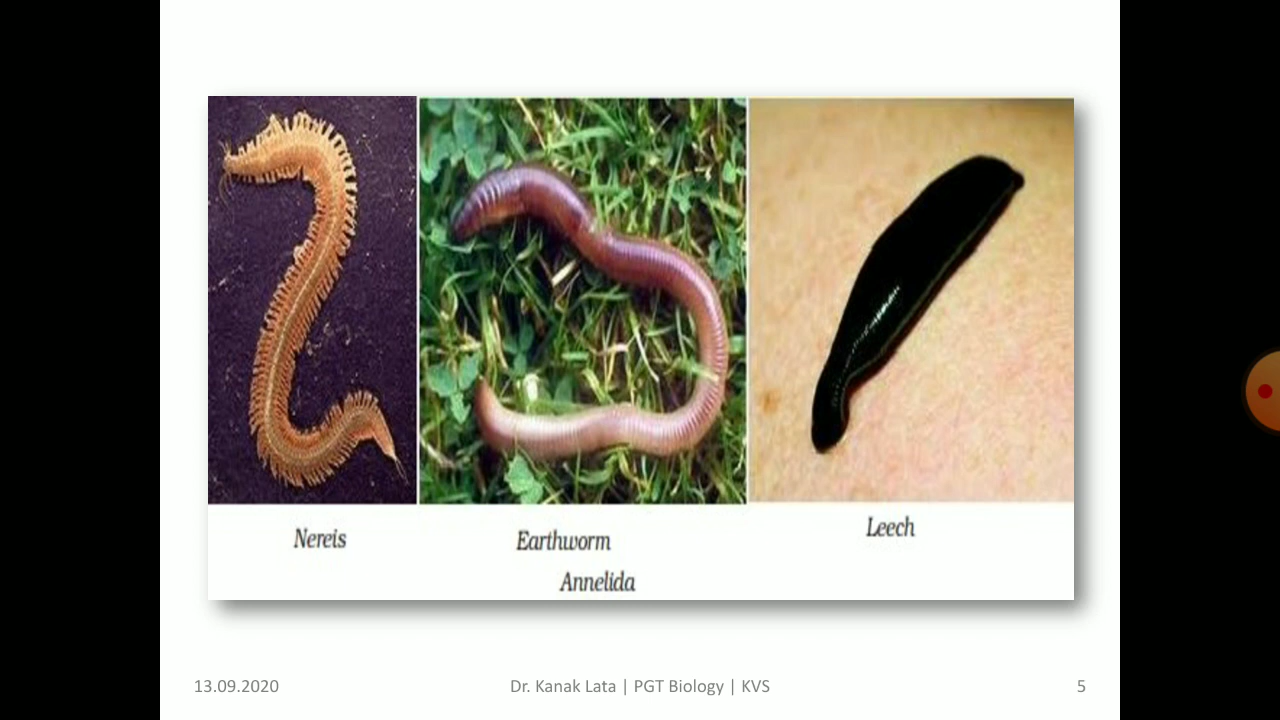 Nereis
Earthworm
Leech
Annelida
13.09.2020
Dr. Kanak Lata | PGT Biology | KVS
5